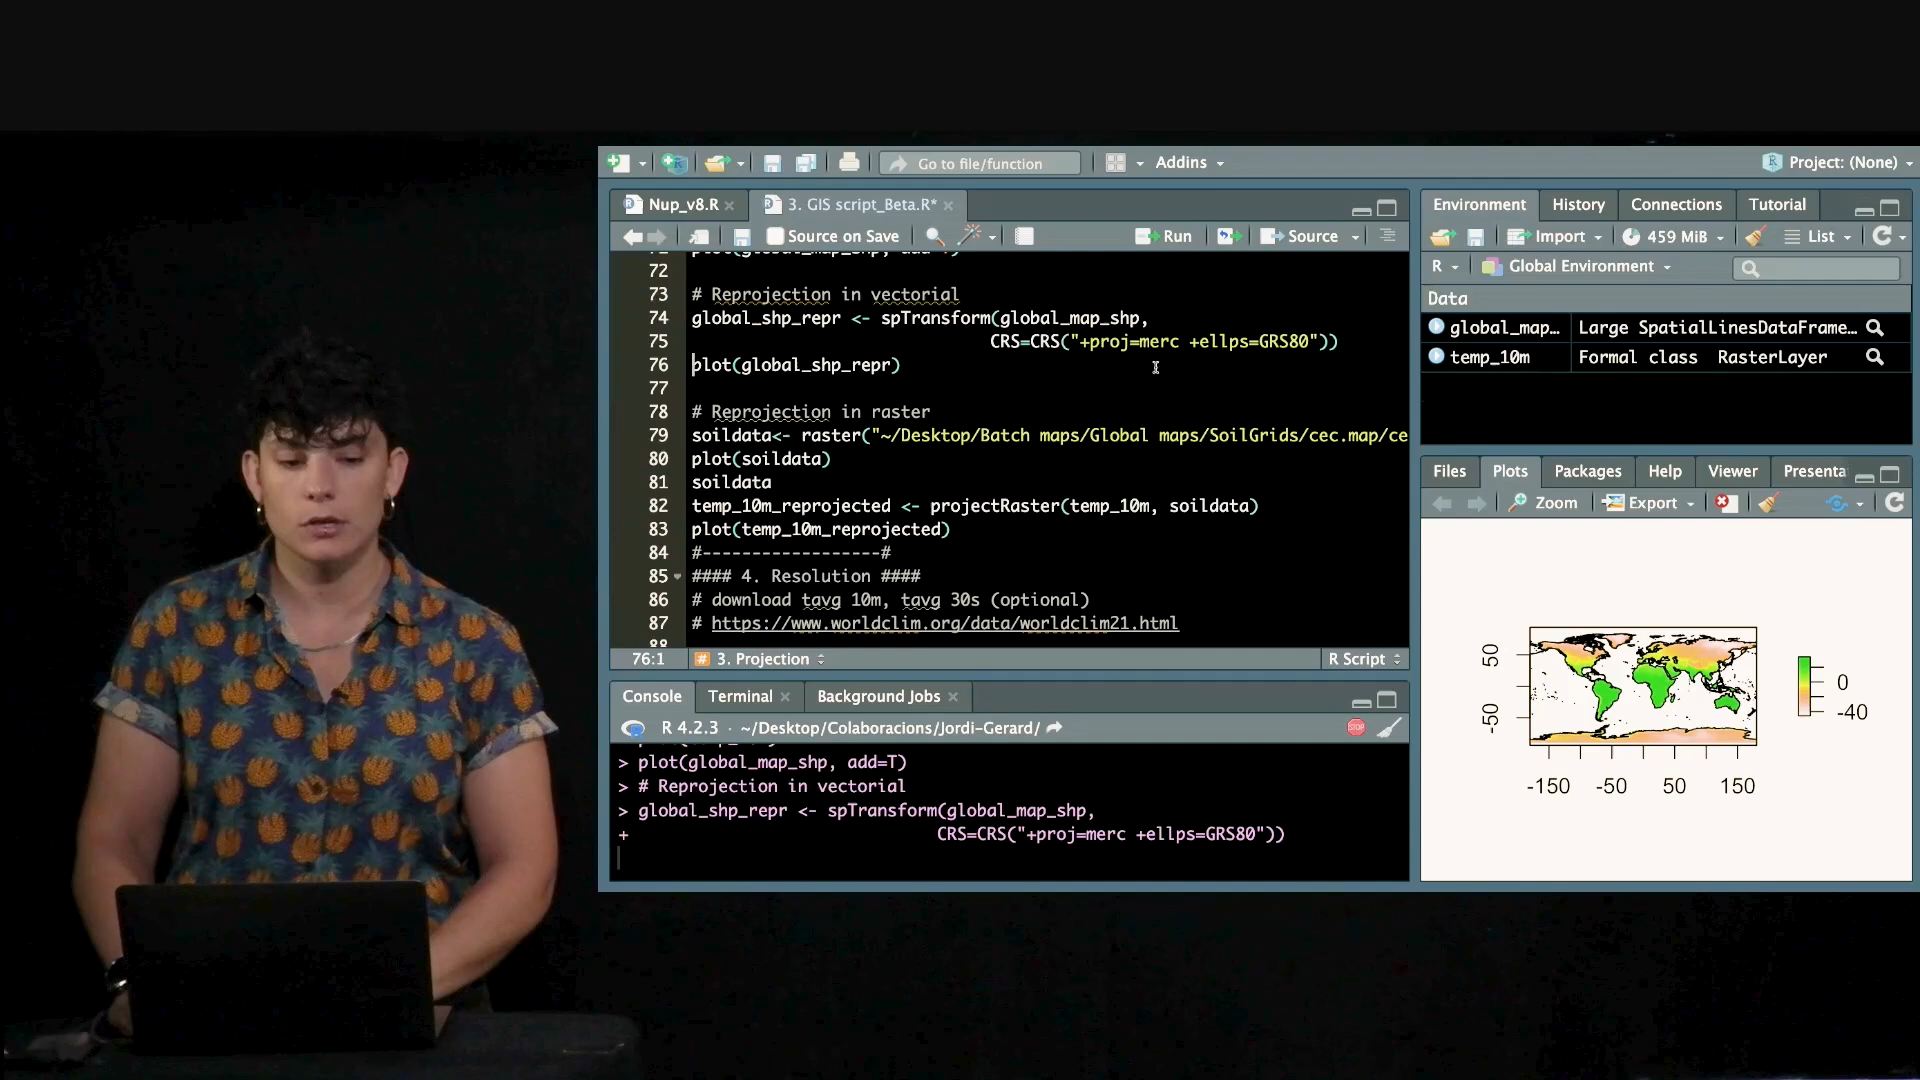 Go to file/function
Addins
Project: (None)
Nup_v8.R
3. GIS script_Beta.R*
Source on Save
Run
Source
72
73 # Reprojection in vectorial
74 global_shp_repr <- spTransform(global_map_shp,
75 CRS=CRS("+proj=merc +ellps=GRS80"))
76 plot(global_shp_repr)
77
78 # Reprojection in raster
79 soildata<- raster("~/Desktop/Batch maps/Global maps/SoilGrids/cec.map/ce
80 plot(soildata)
81 soildata
82 temp_10m_reprojected <- projectRaster(temp_10m, soildata)
83 plot(temp_10m_reprojected)
84 #------------------#
85 #### 4. Resolution ####
86 # download tavg 10m, tavg 30s (optional)
87 # https://www.worldclim.org/data/worldclim21.html
76:1
# 3. Projection
R Script
Console
Terminal
Background Jobs
R 4.2.3 · ~/Desktop/Colaboracions/Jordi-Gerard/
STOP
> plot(global_map_shp, add=T)
> # Reprojection in vectorial
> global_shp_repr <- spTransform(global_map_shp,
+ CRS=CRS("+proj=merc +ellps=GRS80"))
Environment
History
Connections
Tutorial
Import
459 MiB
List
R
Global Environment
Data
global_map… Large SpatialLinesDataFrame…
temp_10m Formal class RasterLayer
Files
Plots
Packages
Help
Viewer
Presenta
Zoom
Export
50
-50
-150 -50 50 150
0
-40